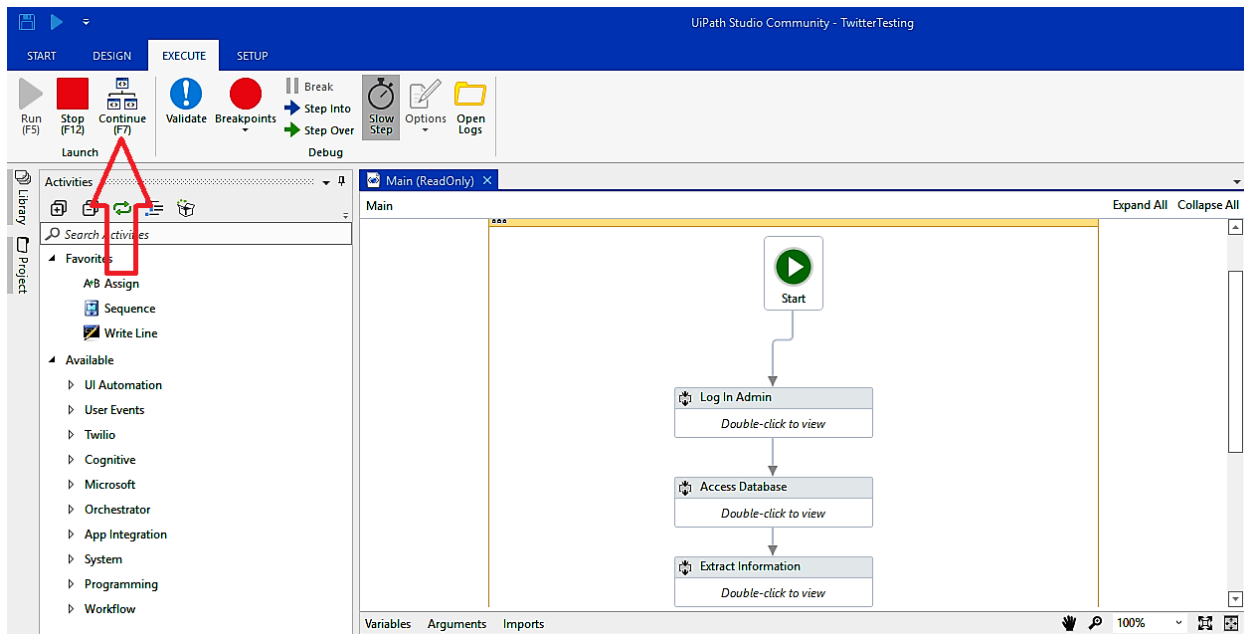 UiPath Studio Community - TwitterTesting
START DESIGN EXECUTE SETUP
Run (F5)
Stop (F12)
Continue (F7)
Launch
Validate
Breakpoints
Break
Step Into
Step Over
Debug
Slow Step
Options
Open Logs
Library
Project
Activities
Search Activities
Favorites
A+B Assign
Sequence
Write Line
Available
UI Automation
User Events
Twilio
Cognitive
Microsoft
Orchestrator
App Integration
System
Programming
Workflow
Main (ReadOnly)
Main
Expand All Collapse All
Start
Log In Admin
Double-click to view
Access Database
Double-click to view
Extract Information
Double-click to view
Variables Arguments Imports
100%